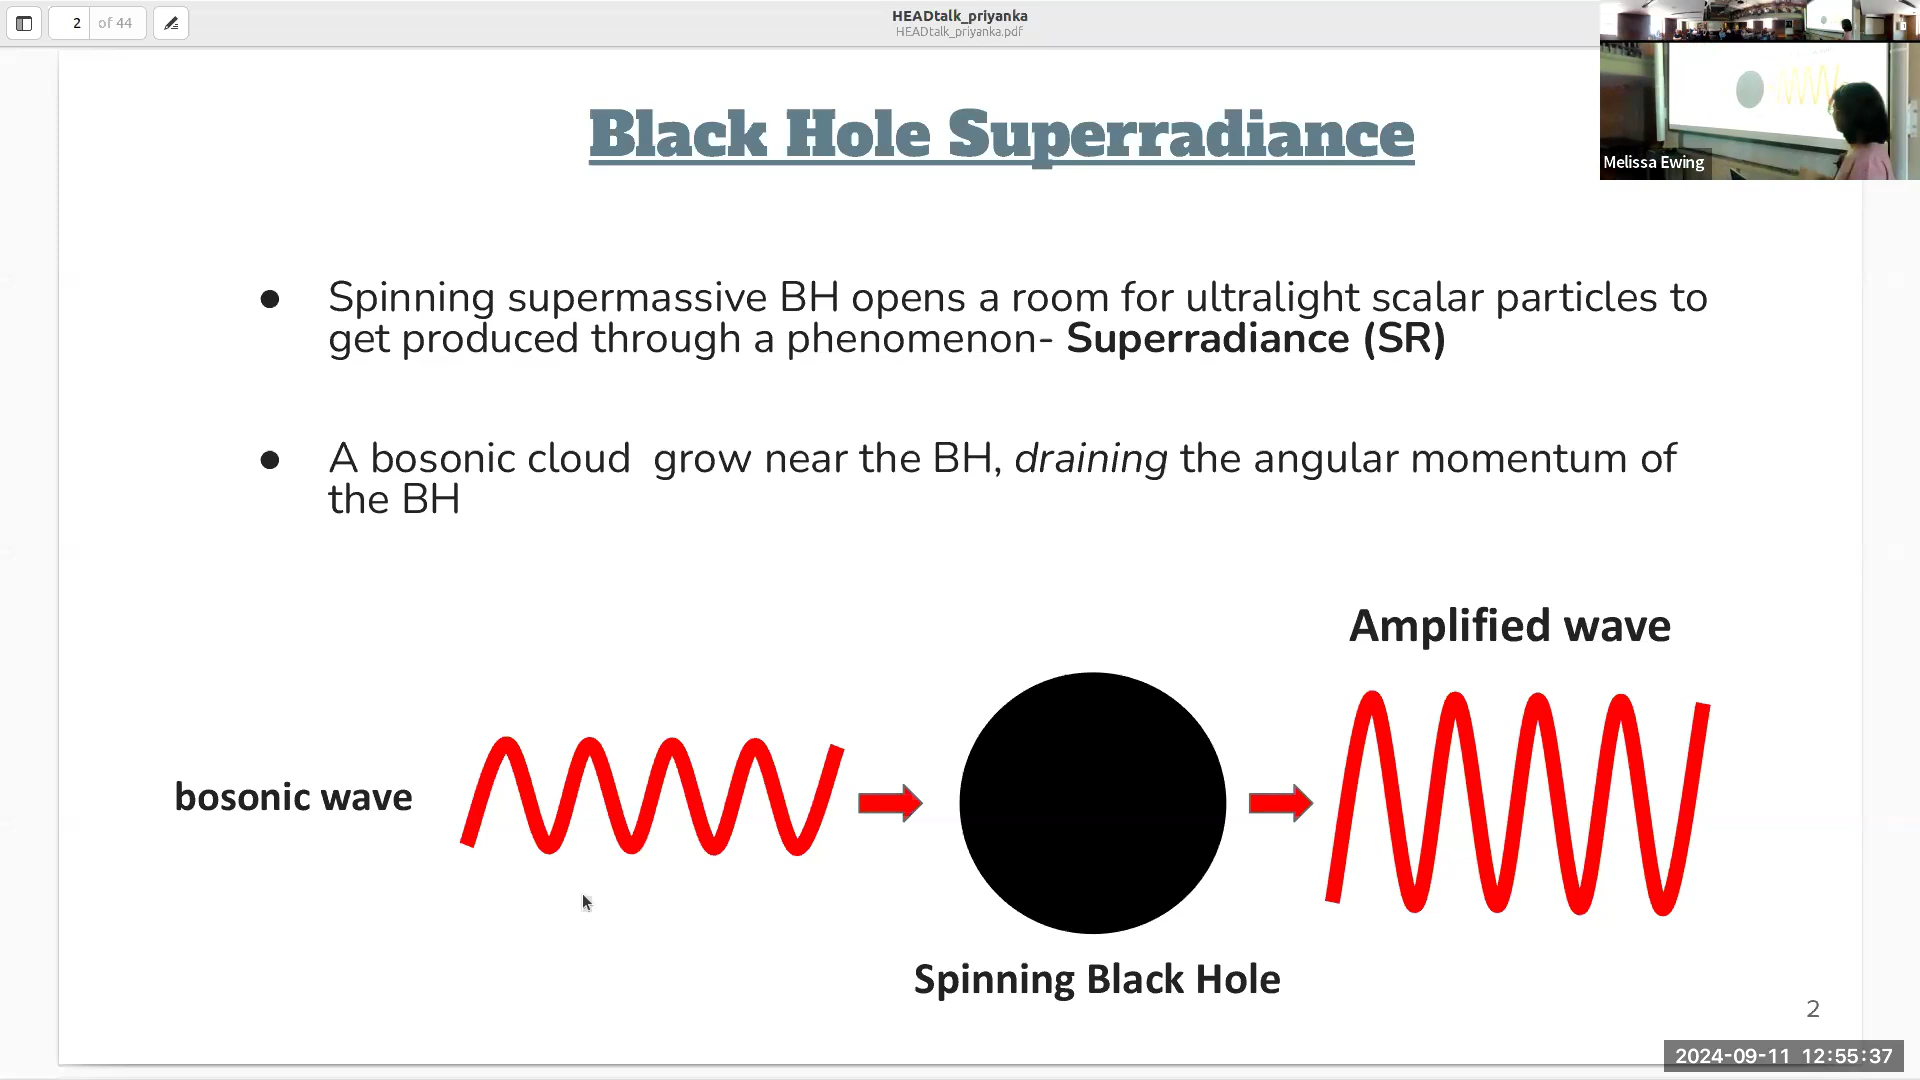 2 of 44
HEADtalk_priyanka
HEADtalk_priyanka.pdf
Melissa Ewing
Black Hole Superradiance
● Spinning supermassive BH opens a room for ultralight scalar particles to
get produced through a phenomenon- Superradiance (SR)
● A bosonic cloud grow near the BH, draining the angular momentum of
the BH
Amplified wave
bosonic wave
Spinning Black Hole
2
2024-09-11 12:55:37